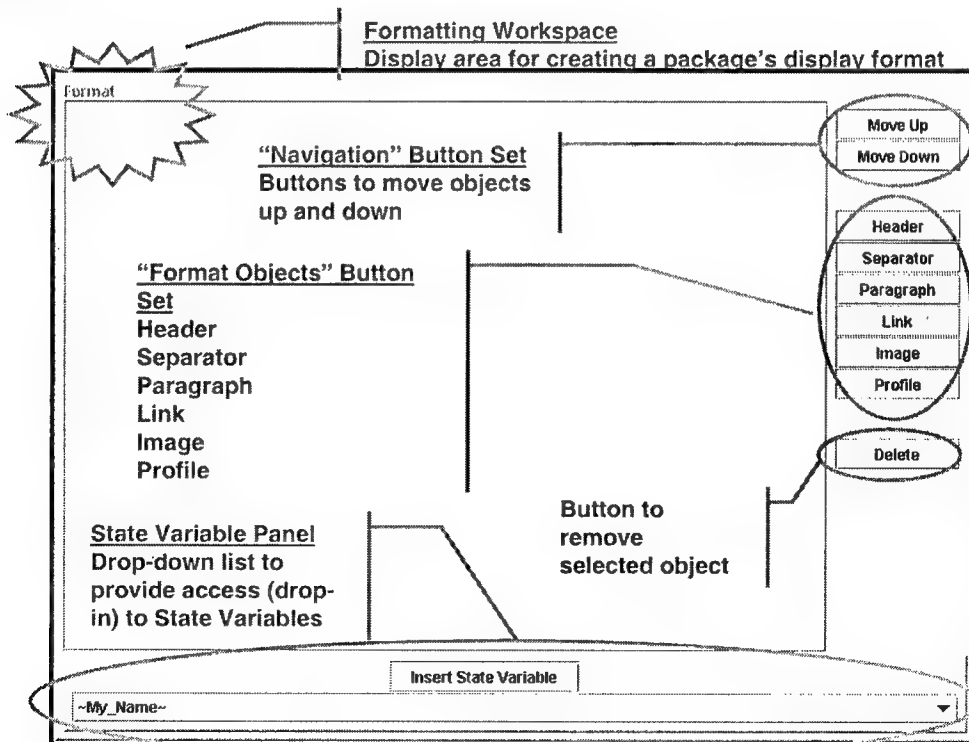 Formatting Workspace
Display area for creating a package's display format
Format
Move Up
Move Down
“Navigation” Button Set
Buttons to move objects
up and down
Header
Separator
Paragraph
Link
Image
Profile
“Format Objects” Button
Set
Header
Separator
Paragraph
Link
Image
Profile
Delete
Button to
remove
selected object
State Variable Panel
Drop-down list to
provide access (drop-
in) to State Variables
Insert State Variable
~My_Name~